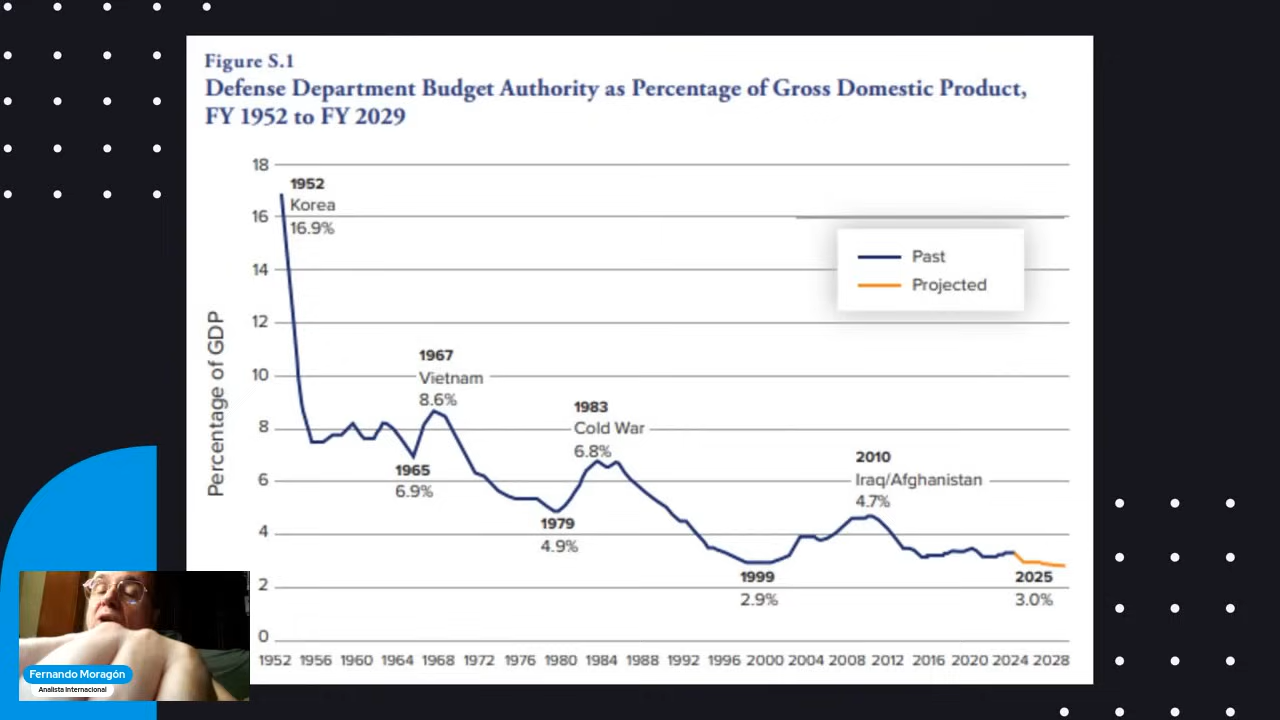 Figure S.1
Defense Department Budget Authority as Percentage of Gross Domestic Product,
FY 1952 to FY 2029
Percentage of GDP
18
16
14
12
10
8
6
4
2
0
1952
Korea
16.9%
1965
6.9%
1967
Vietnam
8.6%
1979
4.9%
1983
Cold War
6.8%
1999
2.9%
2010
Iraq/Afghanistan
4.7%
2025
3.0%
Past
Projected
1952 1956 1960 1964 1968 1972 1976 1980 1984 1988 1992 1996 2000 2004 2008 2012 2016 2020 2024 2028
Fernando Moragón
Analista Internacional